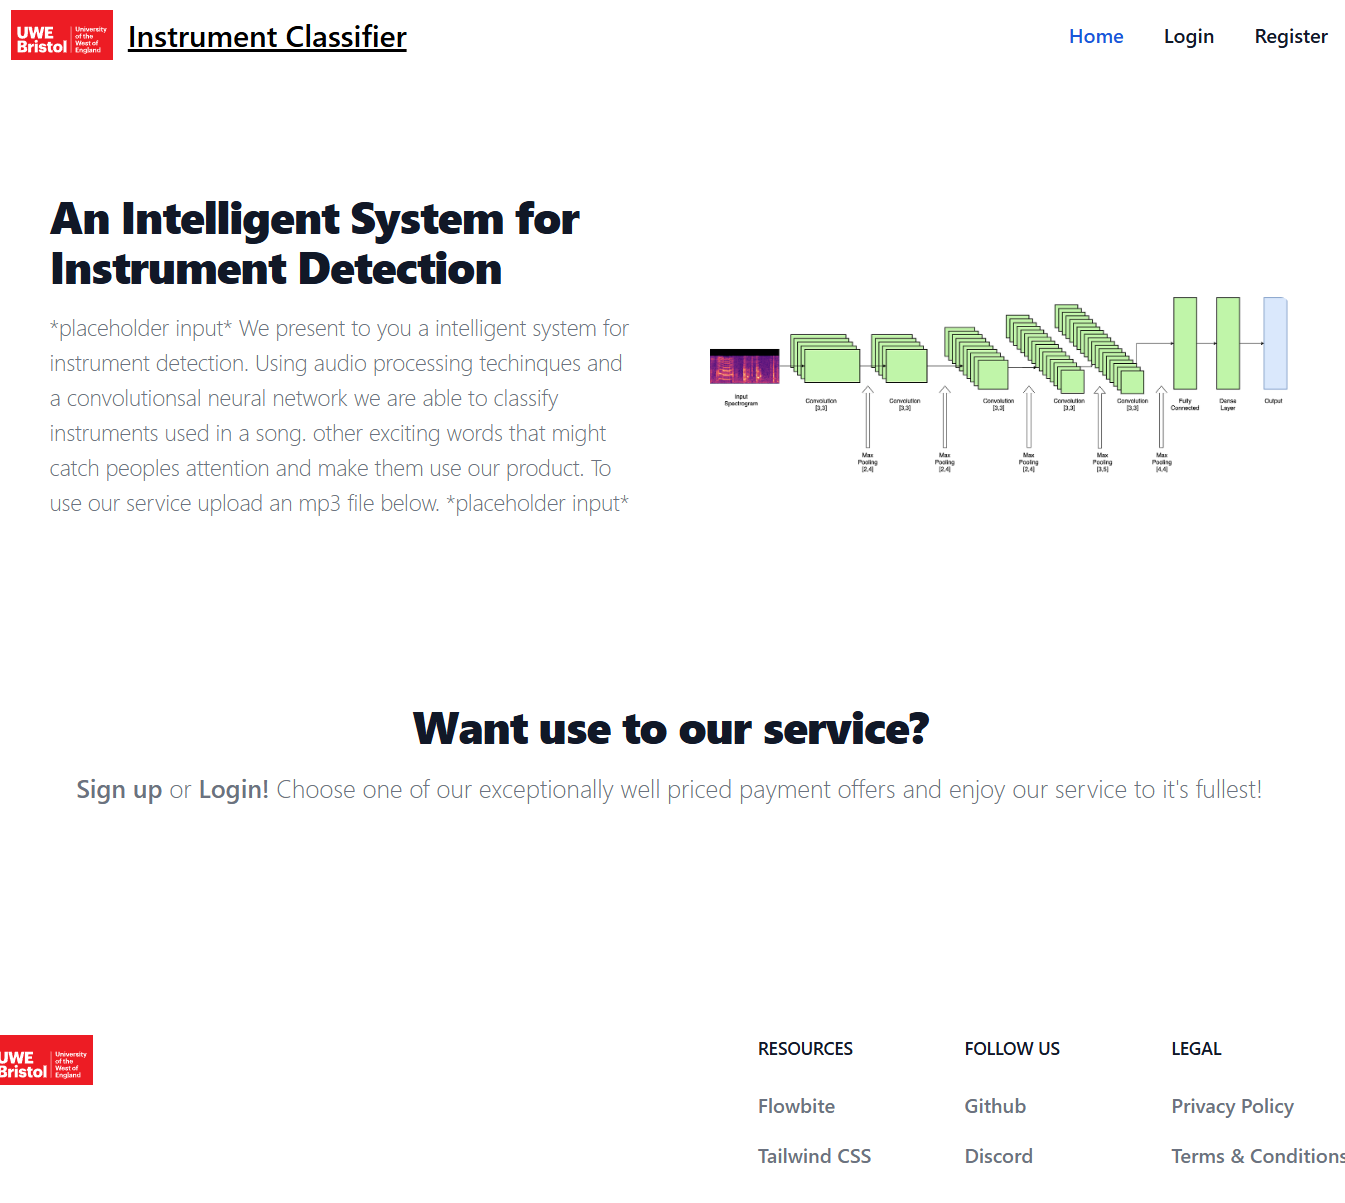 UWE
Bristol
University
of the
West of
England
Instrument Classifier
Home
Login
Register
An Intelligent System for
Instrument Detection
*placeholder input* We present to you a intelligent system for
instrument detection. Using audio processing techinques and
a convolutionsal neural network we are able to classify
instruments used in a song. other exciting words that might
catch peoples attention and make them use our product. To
use our service upload an mp3 file below. *placeholder input*
Input
Spectrogram
Convolution
[3,3]
Convolution
[3,3]
Convolution
[3,3]
Convolution
[3,3]
Convolution
[3,3]
Fully
Connected
Dense
Layer
Output
Max
Pooling
[2,4]
Max
Pooling
[2,4]
Max
Pooling
[2,4]
Max
Pooling
[3,5]
Max
Pooling
[4,4]
Want use to our service?
Sign up or Login! Choose one of our exceptionally well priced payment offers and enjoy our service to it's fullest!
UWE
Bristol
University
of the
West of
England
RESOURCES
FOLLOW US
LEGAL
Flowbite
Github
Privacy Policy
Tailwind CSS
Discord
Terms & Conditions